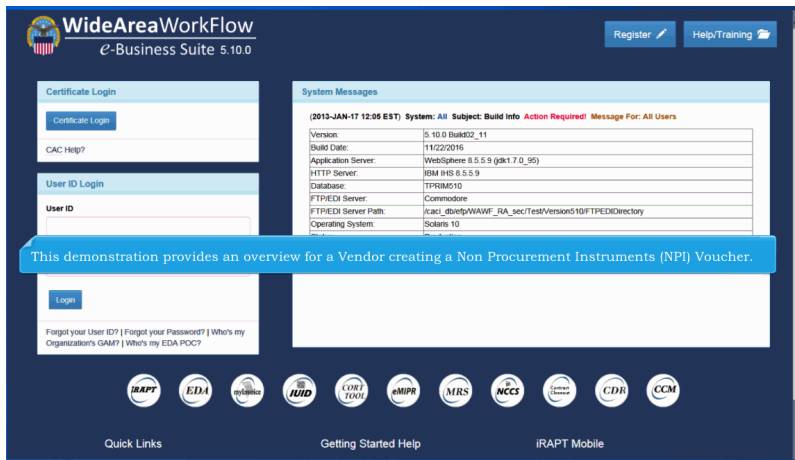 WideAreaWorkFlow
e-Business Suite 5.10.0
Register
Help/Training
Certificate Login
Certificate Login
CAC Help?
User ID Login
User ID
This demonstration provides an overview for a Vendor creating a Non Procurement Instruments (NPI) Voucher.
Login
Forgot your User ID? | Forgot your Password? | Who's my
Organization's GAM? | Who's my EDA POC?
System Messages
(2013-JAN-17 12:05 EST) System: All Subject: Build Info Action Required! Message For: All Users
Version: 5.10.0 Build02_11
Build Date: 11/22/2016
Application Server: WebSphere 8.5.5.9 (jdk1.7.0_95)
HTTP Server: IBM IHS 8.5.5.9
Database: TPRIM510
FTP/EDI Server: Commodore
FTP/EDI Server Path: /caci_db/efp/WAWF_RA_sec/Test/Version510/FTPEDIDirectory
Operating System: Solaris 10
iRAPT
EDA
myInvoice
IUID
CORT
TOOL
eMIPR
MRS
NCCS
Contract
Closeout
CDR
CCM
Quick Links
Getting Started Help
iRAPT Mobile